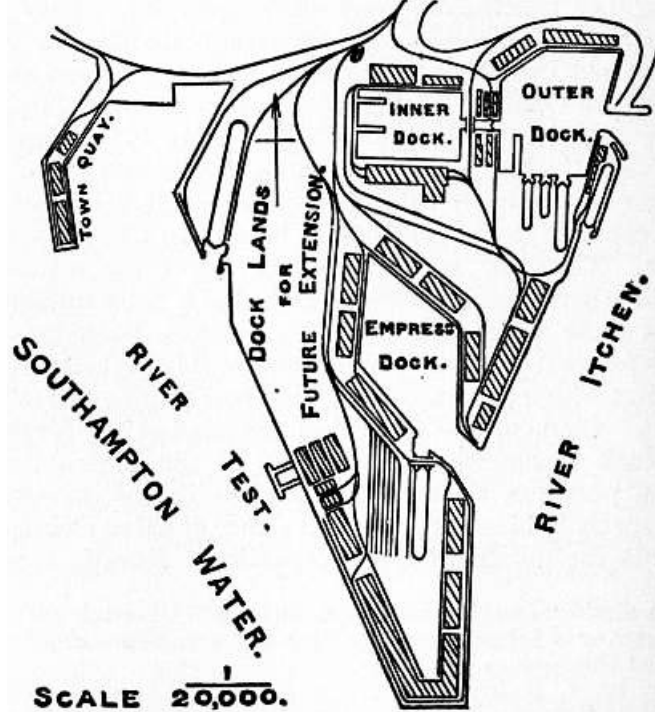 INNER
DOCK.
OUTER
DOCK.
TOWN QUAY.
DOCK LANDS
FOR
FUTURE EXTENSION
EMPRESS
DOCK.
RIVER ITCHEN.
RIVER TEST
SOUTHAMPTON WATER.
SCALE 1
20,000.